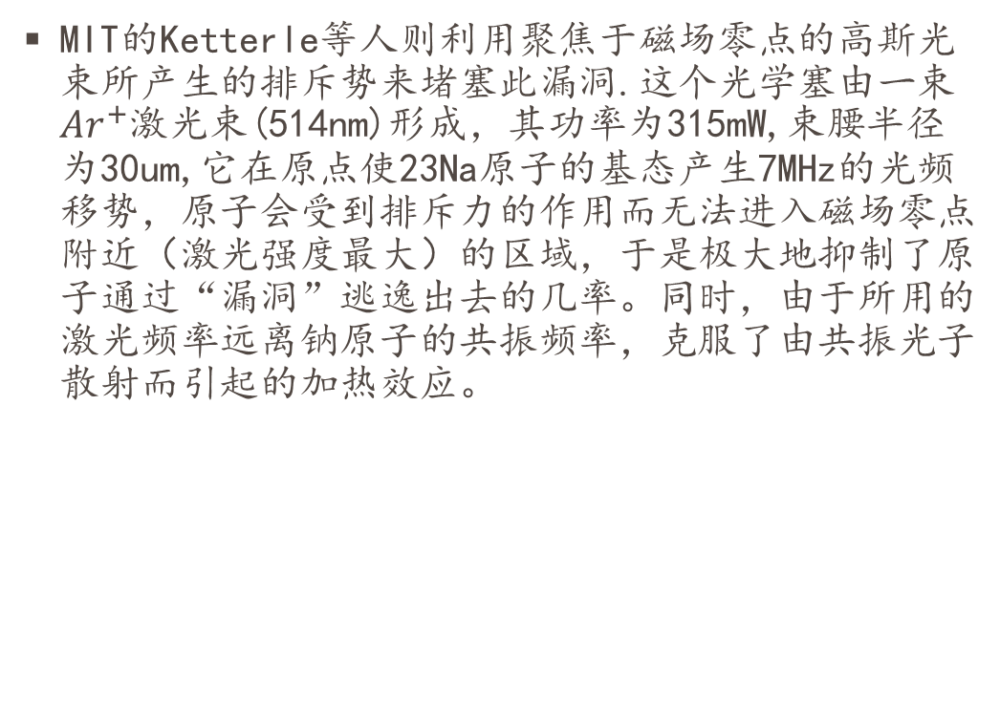 ▪ MIT的Ketterle等人则利用聚焦于磁场零点的高斯光
束所产生的排斥势来堵塞此漏洞.这个光学塞由一束
Ar⁺激光束(514nm)形成，其功率为315mW,束腰半径
为30um,它在原点使23Na原子的基态产生7MHz的光频
移势，原子会受到排斥力的作用而无法进入磁场零点
附近（激光强度最大）的区域，于是极大地抑制了原
子通过“漏洞”逃逸出去的几率。同时，由于所用的
激光频率远离钠原子的共振频率，克服了由共振光子
散射而引起的加热效应。